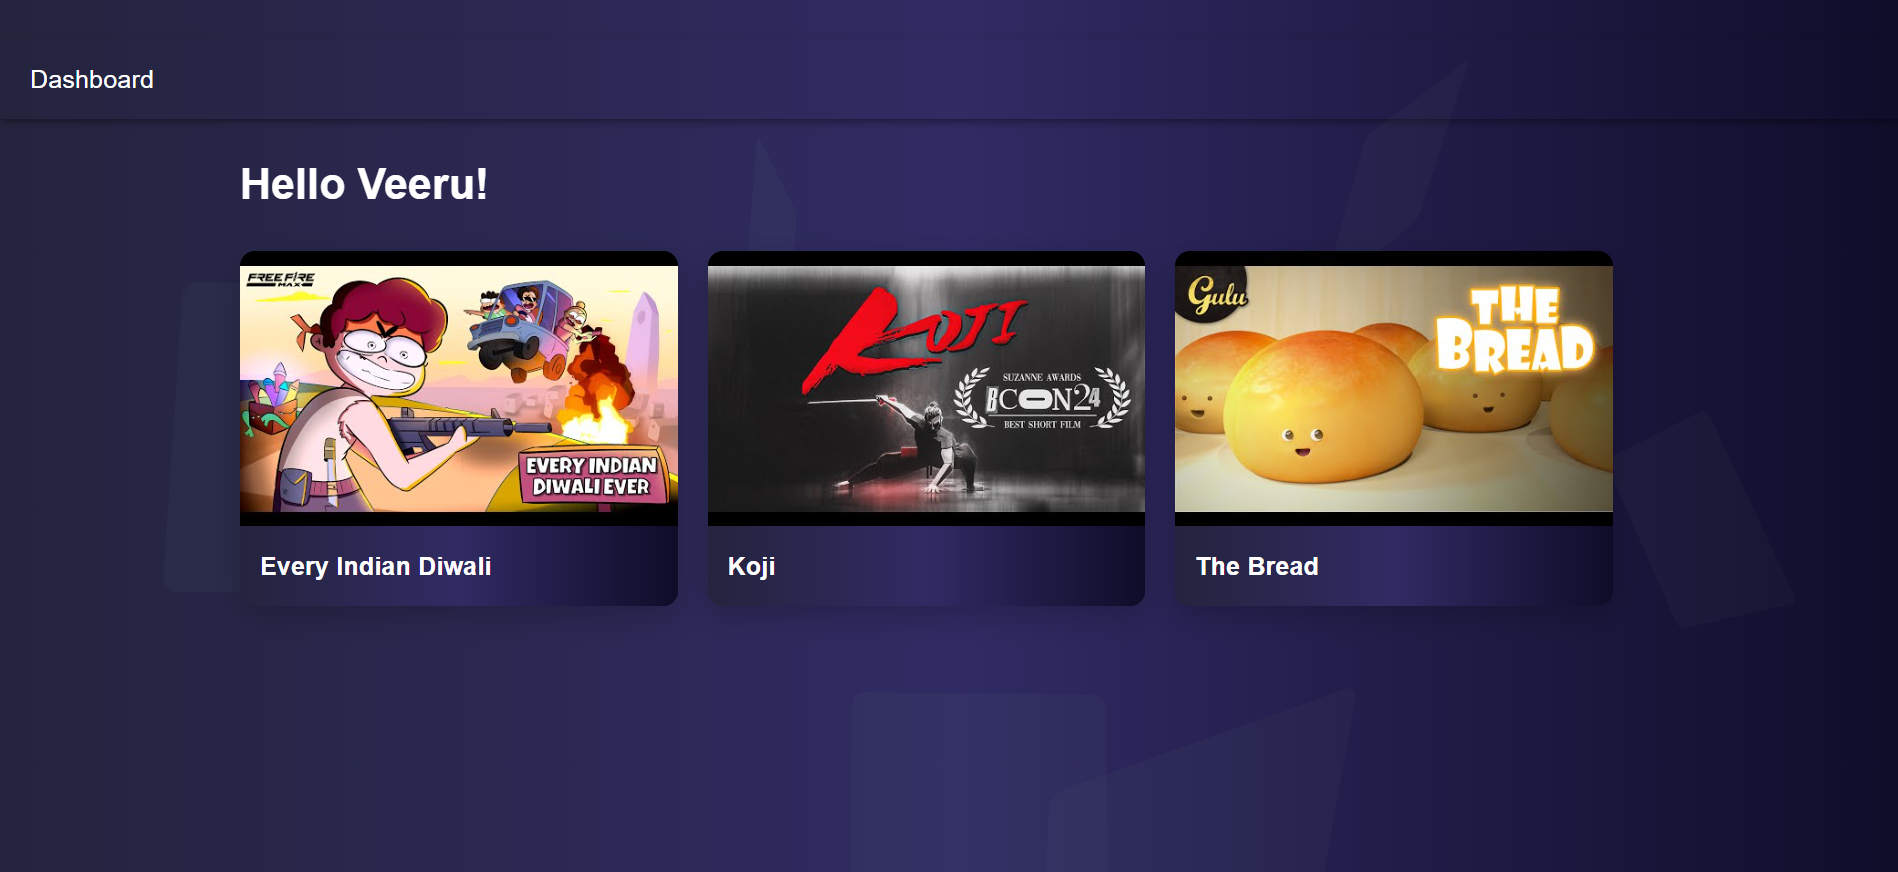 Dashboard
Hello Veeru!
FREE FIRE
MAX
EVERY INDIAN
DIWALI EVER
Every Indian Diwali
KOJI
SUZANNE AWARDS
BCON24
BEST SHORT FILM
Koji
Gulu
THE
BREAD
The Bread